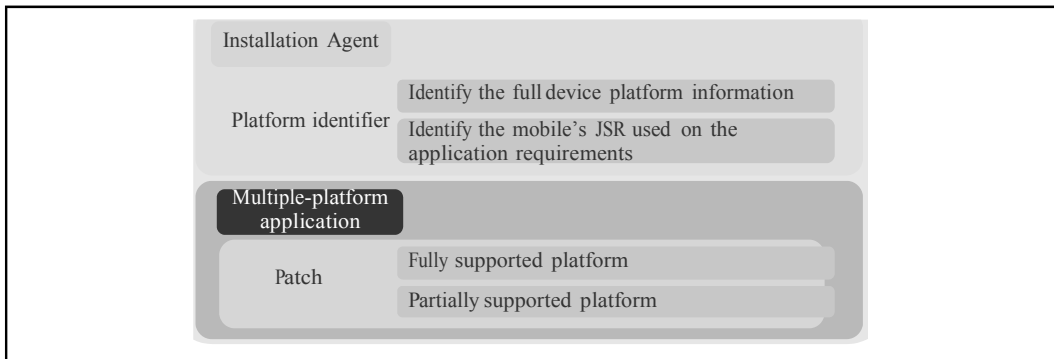 Installation Agent
Identify the full device platform information
Platform identifier
Identify the mobile's JSR used on the
application requirements
Multiple-platform
application
Fully supported platform
Patch
Partially supported platform